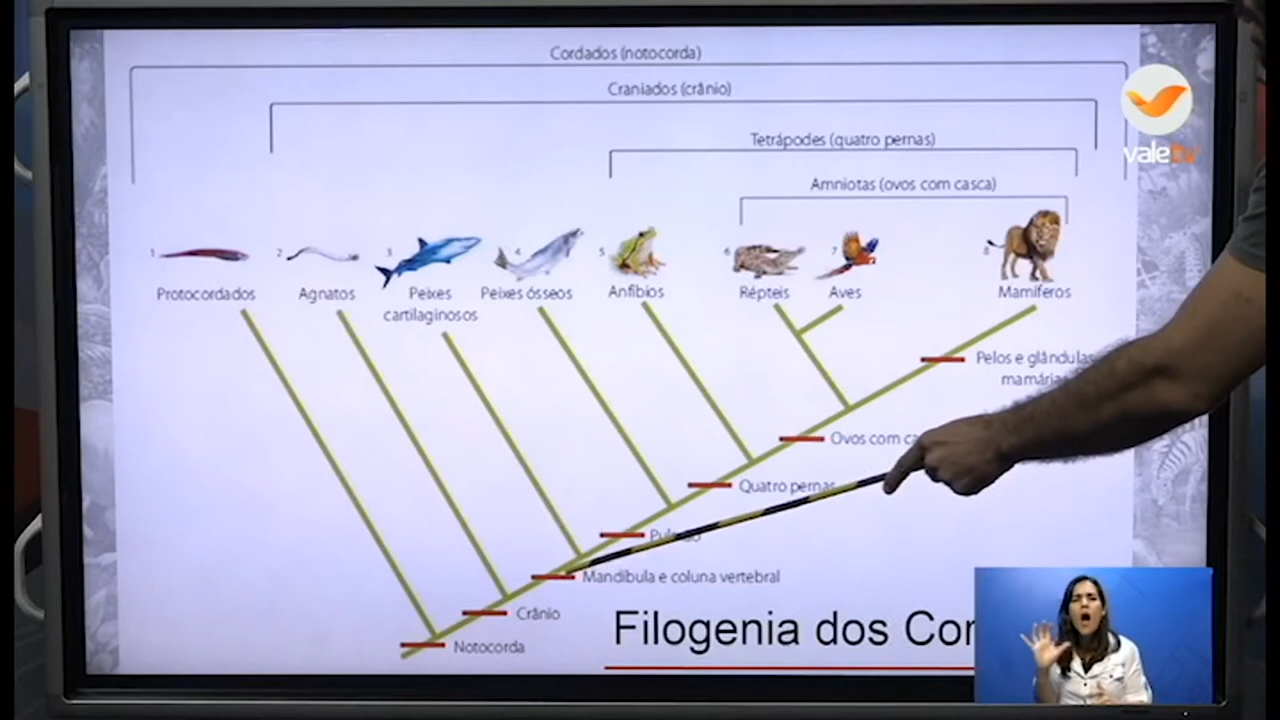 Cordados (notocorda)
Craniados (crânio)
Tetrápodes (quatro pernas)
Amniotas (ovos com casca)
valetv
1
2
3
4
5
6
7
8
Protocordados
Agnatos
Peixes
cartilaginosos
Peixes ósseos
Anfíbios
Répteis
Aves
Mamíferos
Pelos e glândulas
mamárias
Ovos com
Quatro pernas
Mandíbula e coluna vertebral
Crânio
Notocorda
Filogenia dos